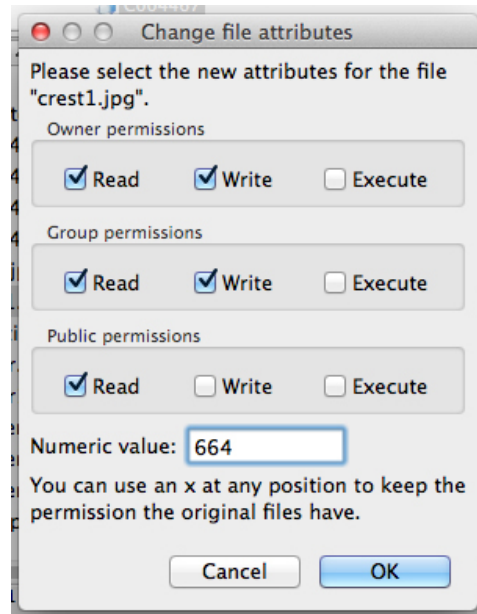 Change file attributes
Please select the new attributes for the file
"crest1.jpg".
Owner permissions
Read Write Execute
Group permissions
Read Write Execute
Public permissions
Read Write Execute
Numeric value: 664
You can use an x at any position to keep the
permission the original files have.
Cancel OK